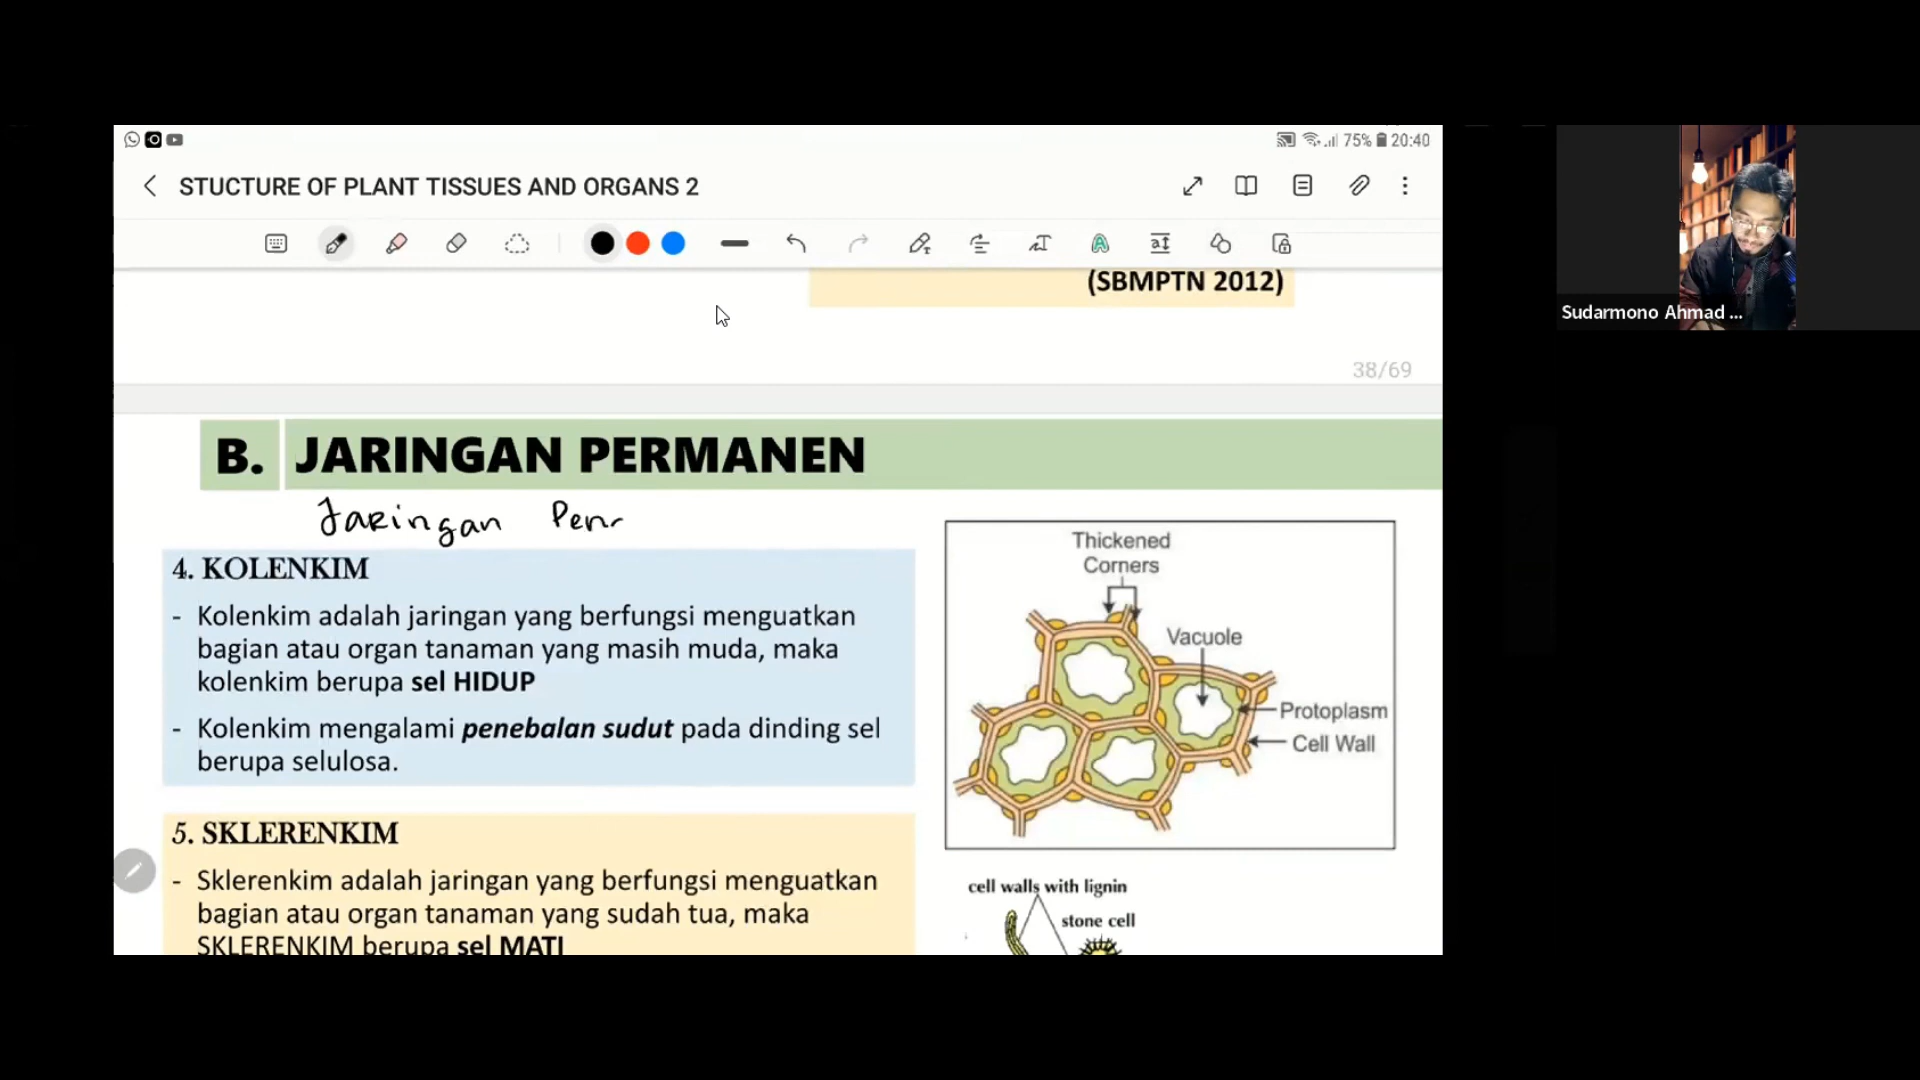 75% 20:40
STUCTURE OF PLANT TISSUES AND ORGANS 2
(SBMPTN 2012)
38/69
B. JARINGAN PERMANEN
Jaringan Pen
4. KOLENKIM
- Kolenkim adalah jaringan yang berfungsi menguatkan
bagian atau organ tanaman yang masih muda, maka
kolenkim berupa sel HIDUP
- Kolenkim mengalami penebalan sudut pada dinding sel
berupa selulosa.
5. SKLERENKIM
- Sklerenkim adalah jaringan yang berfungsi menguatkan
bagian atau organ tanaman yang sudah tua, maka
SKLERENKIM berupa sel MATI
Thickened
Corners
Vacuole
Protoplasm
Cell Wall
cell walls with lignin
stone cell
Sudarmono Ahmad ...